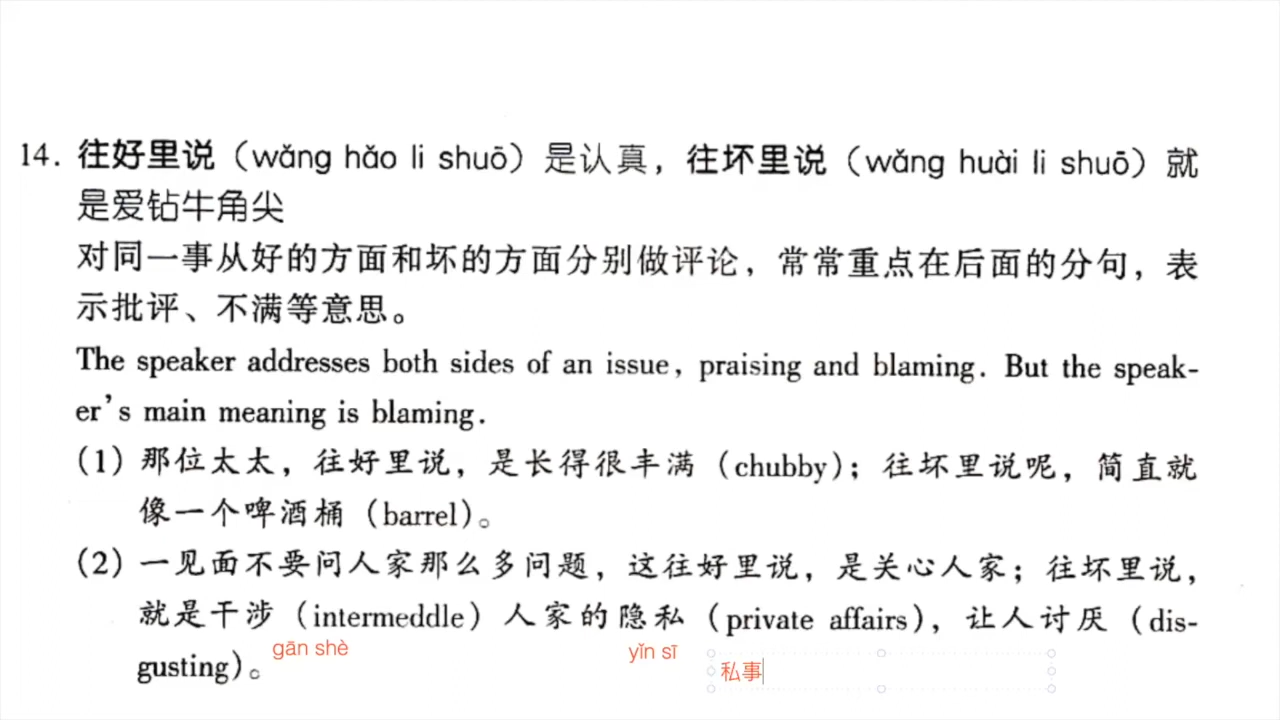 14. 往好里说（wǎng hǎo li shuō）是认真，往坏里说（wǎng huài li shuō）就
是爱钻牛角尖
对同一事从好的方面和坏的方面分别做评论，常常重点在后面的分句，表
示批评、不满等意思。
The speaker addresses both sides of an issue, praising and blaming. But the speak-
er's main meaning is blaming.
(1) 那位太太，往好里说，是长得很丰满（chubby）；往坏里说呢，简直就
像一个啤酒桶（barrel）。
(2) 一见面不要问人家那么多问题，这往好里说，是关心人家；往坏里说，
就是干涉（intermeddle）人家的隐私（private affairs），让人讨厌（dis-
gān shè yǐn sī
gusting）。 私事